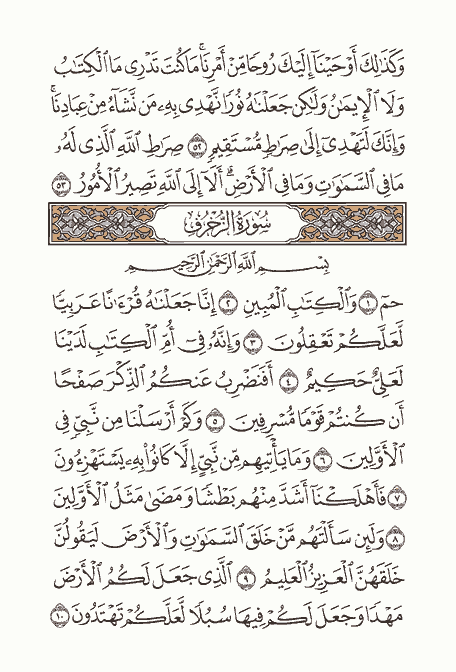 وَكَذَٰلِكَ أَوْحَيْنَآ إِلَيْكَ رُوحًا مِّنْ أَمْرِنَا ۚ مَا كُنتَ تَدْرِى مَا ٱلْكِتَٰبُ
وَلَا ٱلْإِيمَٰنُ وَلَٰكِن جَعَلْنَٰهُ نُورًا نَّهْدِى بِهِۦ مَن نَّشَآءُ مِنْ عِبَادِنَا ۚ
وَإِنَّكَ لَتَهْدِىٓ إِلَىٰ صِرَٰطٍ مُّسْتَقِيمٍ ٥٢ صِرَٰطِ ٱللَّهِ ٱلَّذِى لَهُۥ
مَا فِى ٱلسَّمَٰوَٰتِ وَمَا فِى ٱلْأَرْضِ ۗ أَلَآ إِلَى ٱللَّهِ تَصِيرُ ٱلْأُمُورُ ٥٣
سُورَةُ الزُّخْرُفِ
بِسْمِ ٱللَّهِ ٱلرَّحْمَٰنِ ٱلرَّحِيمِ
حمٓ ١ وَٱلْكِتَٰبِ ٱلْمُبِينِ ٢ إِنَّا جَعَلْنَٰهُ قُرْءَٰنًا عَرَبِيًّا
لَّعَلَّكُمْ تَعْقِلُونَ ٣ وَإِنَّهُۥ فِىٓ أُمِّ ٱلْكِتَٰبِ لَدَيْنَا
لَعَلِىٌّ حَكِيمٌ ٤ أَفَنَضْرِبُ عَنكُمُ ٱلذِّكْرَ صَفْحًا
أَن كُنتُمْ قَوْمًا مُّسْرِفِينَ ٥ وَكَمْ أَرْسَلْنَا مِن نَّبِىٍّ فِى
ٱلْأَوَّلِينَ ٦ وَمَا يَأْتِيهِم مِّن نَّبِىٍّ إِلَّا كَانُوا۟ بِهِۦ يَسْتَهْزِءُونَ
٧ فَأَهْلَكْنَآ أَشَدَّ مِنْهُم بَطْشًا وَمَضَىٰ مَثَلُ ٱلْأَوَّلِينَ
٨ وَلَئِن سَأَلْتَهُم مَّنْ خَلَقَ ٱلسَّمَٰوَٰتِ وَٱلْأَرْضَ لَيَقُولُنَّ
خَلَقَهُنَّ ٱلْعَزِيزُ ٱلْعَلِيمُ ٩ ٱلَّذِى جَعَلَ لَكُمُ ٱلْأَرْضَ
مَهْدًا وَجَعَلَ لَكُمْ فِيهَا سُبُلًا لَّعَلَّكُمْ تَهْتَدُونَ ١٠